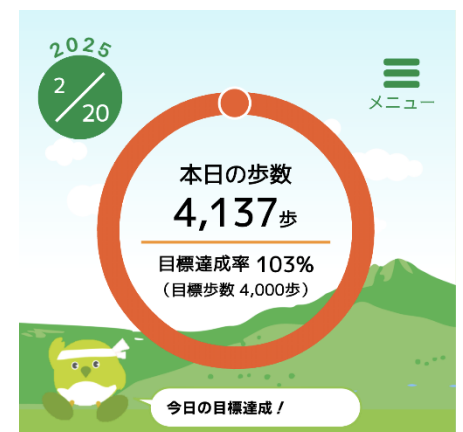 2025
2/20
メニュー
本日の歩数
4,137歩
目標達成率 103%
（目標歩数 4,000歩）
今日の目標達成！